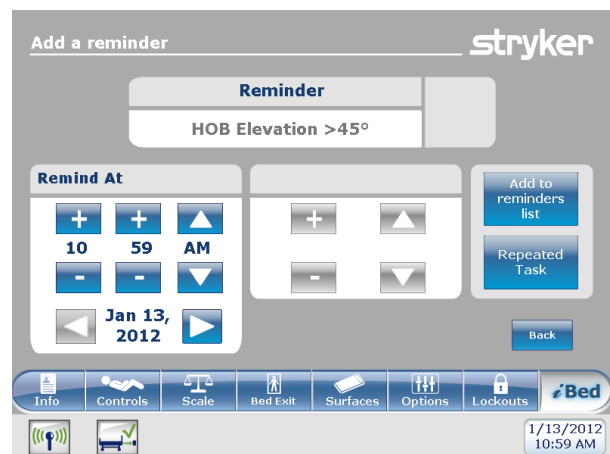 Add a reminder
stryker
Reminder
HOB Elevation >45°
Remind At
+ + +
10 59 AM
- - -
Jan 13,
2012
Add to
reminders
list
Repeated
Task
Back
Info Controls Scale Bed Exit Surfaces Options Lockouts iBed
1/13/2012
10:59 AM